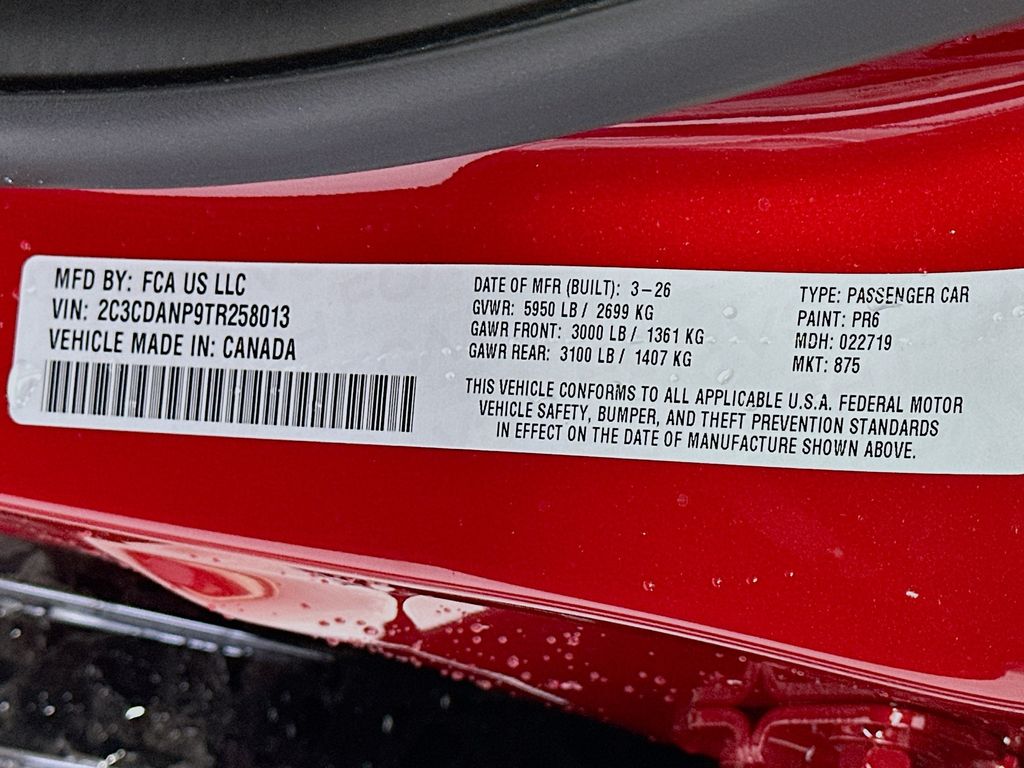 MFD BY: FCA US LLC
VIN: 2C3CDANP9TR258013
VEHICLE MADE IN: CANADA
DATE OF MFR (BUILT): 3-26
GVWR: 5950 LB / 2699 KG
GAWR FRONT: 3000 LB / 1361 KG
GAWR REAR: 3100 LB / 1407 KG
TYPE: PASSENGER CAR
PAINT: PR6
MDH: 022719
MKT: 875
THIS VEHICLE CONFORMS TO ALL APPLICABLE U.S.A. FEDERAL MOTOR
VEHICLE SAFETY, BUMPER, AND THEFT PREVENTION STANDARDS
IN EFFECT ON THE DATE OF MANUFACTURE SHOWN ABOVE.